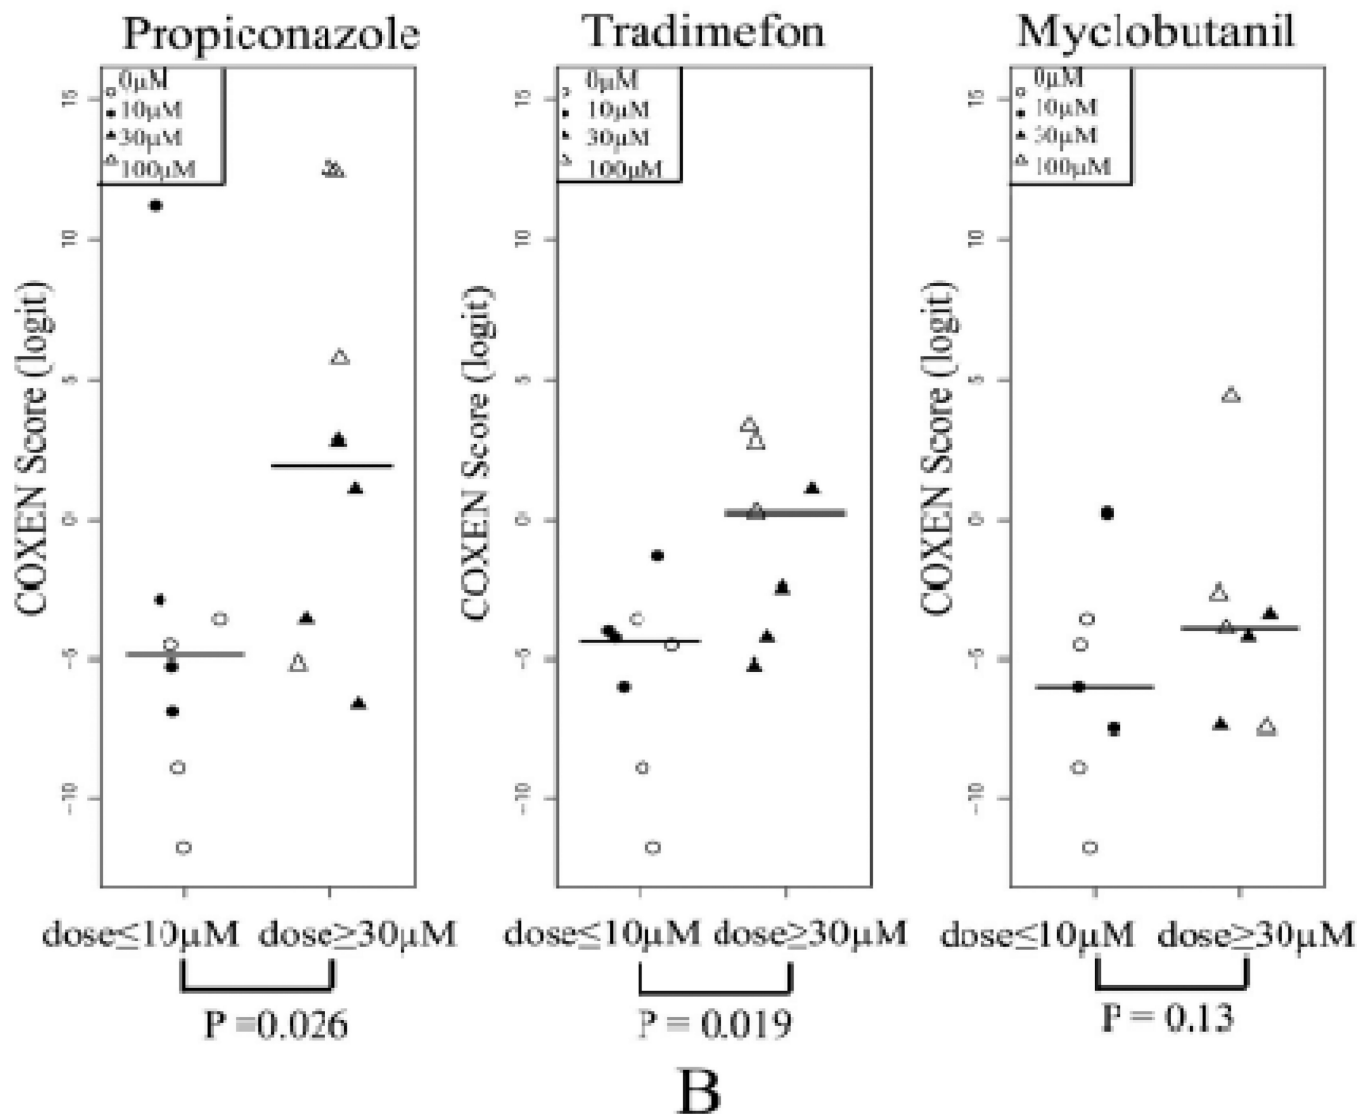 Propiconazole
0μM
10μM
30μM
100μM
15
10
5
0
-5
-10
COXEN Score (logit)
dose≤10μM dose≥30μM
P =0.026
Tradimefon
0μM
10μM
30μM
100μM
15
10
5
0
-5
-10
COXEN Score (logit)
dose≤10μM dose≥30μM
P = 0.019
Myclobutanil
0μM
10μM
30μM
100μM
15
10
5
0
-5
-10
COXEN Score (logit)
dose≤10μM dose≥30μM
P = 0.13
B